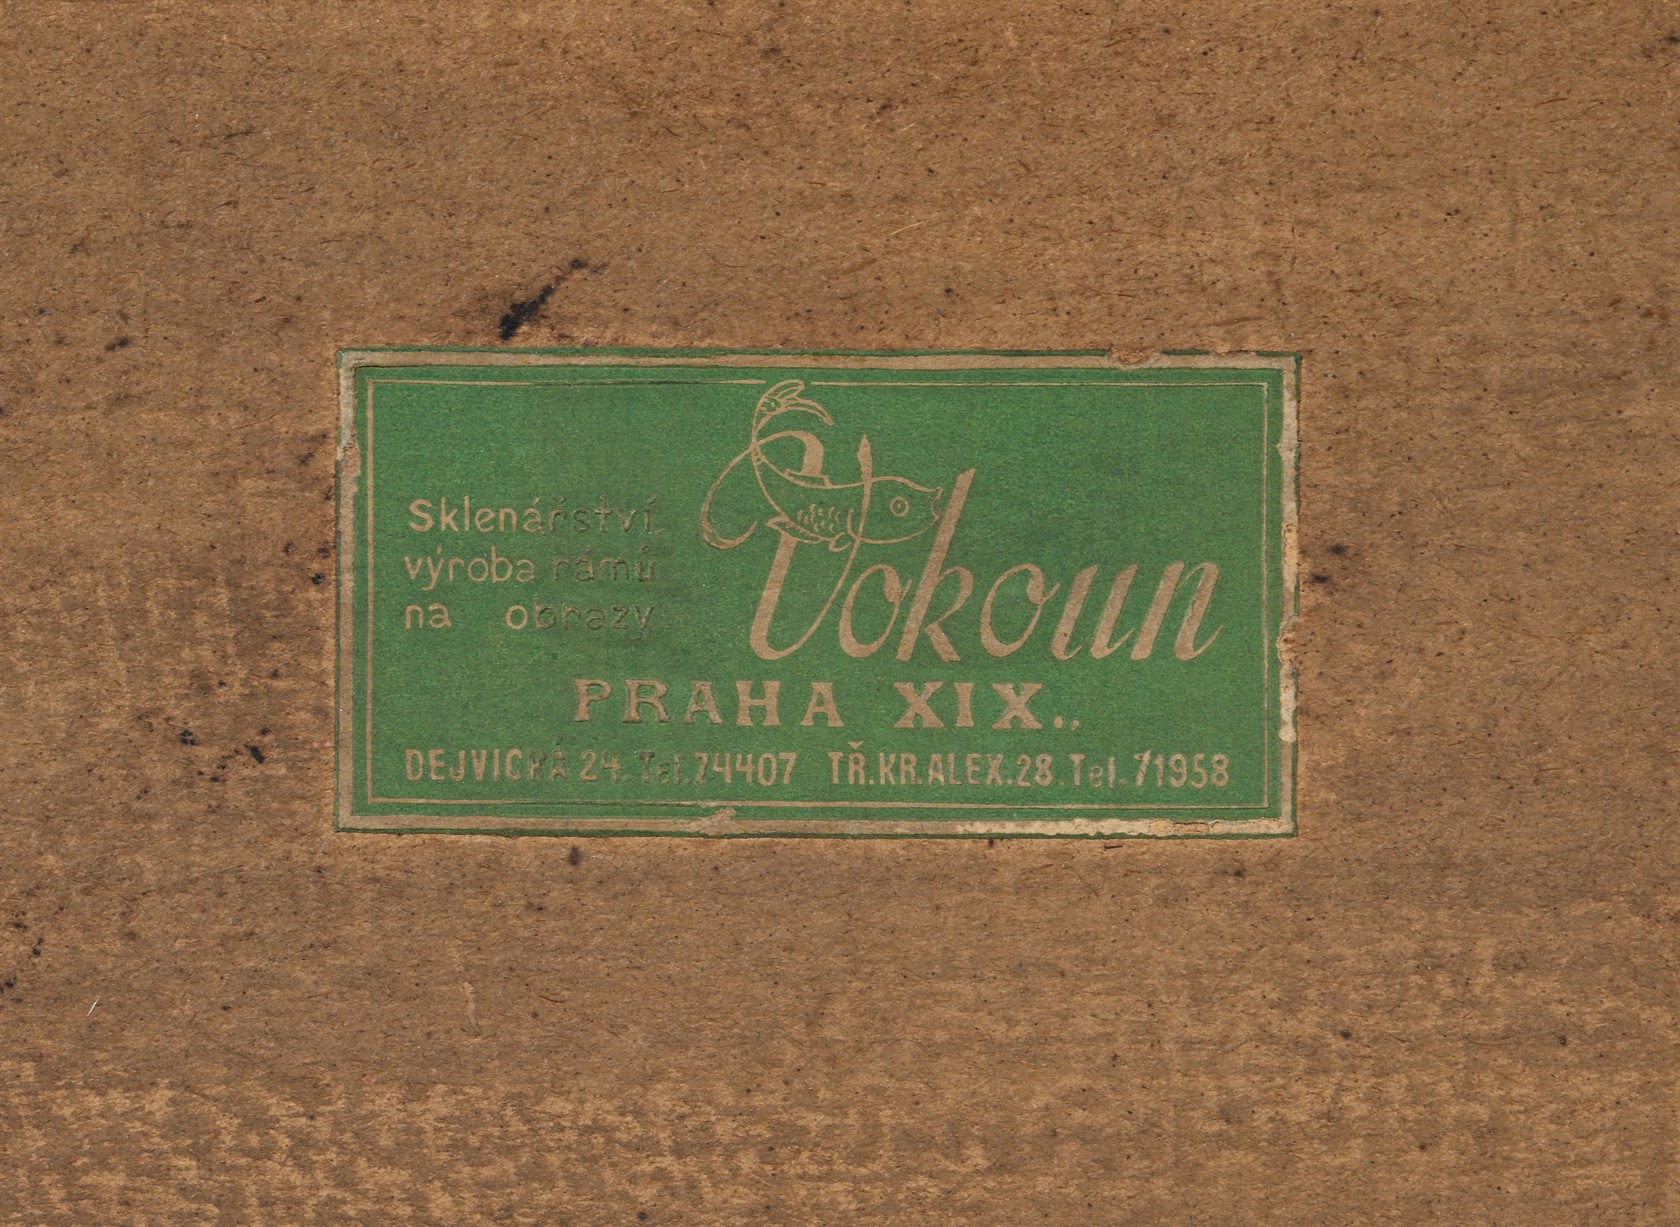 Sklenářství,
výroba rámů
na obrazy
Vokoun
PRAHA XIX.,
DEJVICKÁ 24. Tel. 74407 TŘ.KR.ALEX.28. Tel. 71958